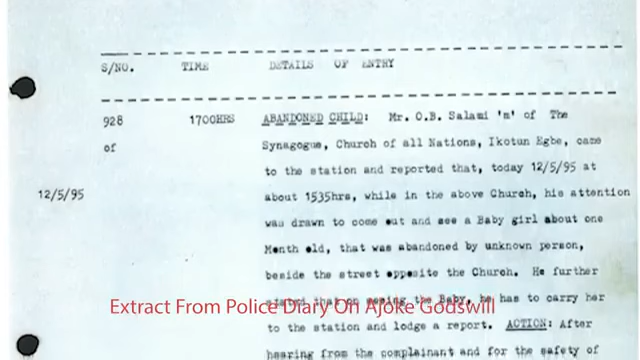 S/NO. TIME DETAILS OF ENTRY
928 1700HRS ABANDONED CHILD: Mr. O.B. Salami 'm' of The
of Synagogue, Church of all Nations, Ikotun Egbe, came
to the station and reported that, today 12/5/95 at
12/5/95 about 1535hrs, while in the above Church, his attention
was drawn to come out and see a Baby girl about one
Month old, that was abandoned by unknown person,
beside the street opposite the Church. He further
stated that on seeing the Baby, he has to carry her
Extract From Police Diary On Ajoke Godswill
to the station and lodge a report. ACTION: After
hearing from the complainant and for the safety of